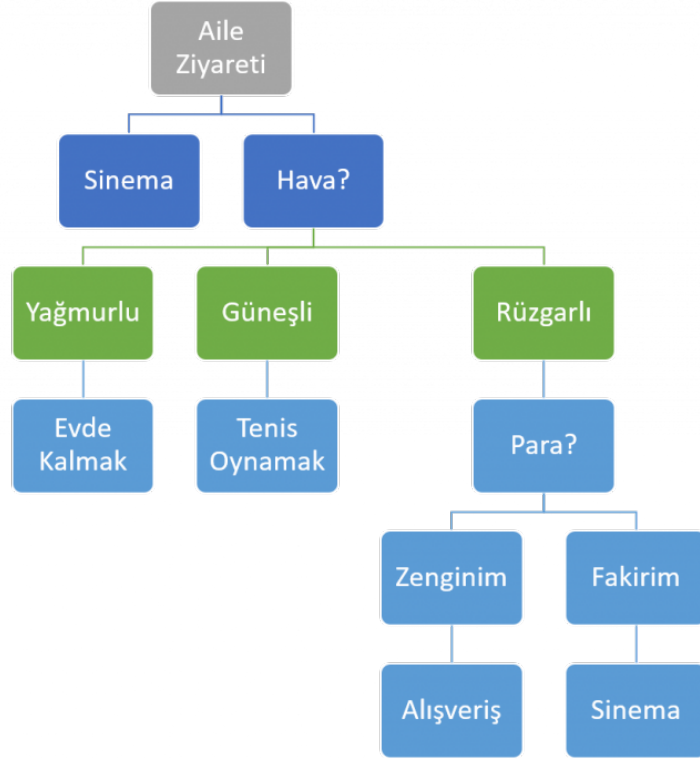 Aile
Ziyareti
Sinema
Hava?
Yağmurlu
Güneşli
Rüzgarlı
Evde
Kalmak
Tenis
Oynamak
Para?
Zenginim
Fakirim
Alışveriş
Sinema